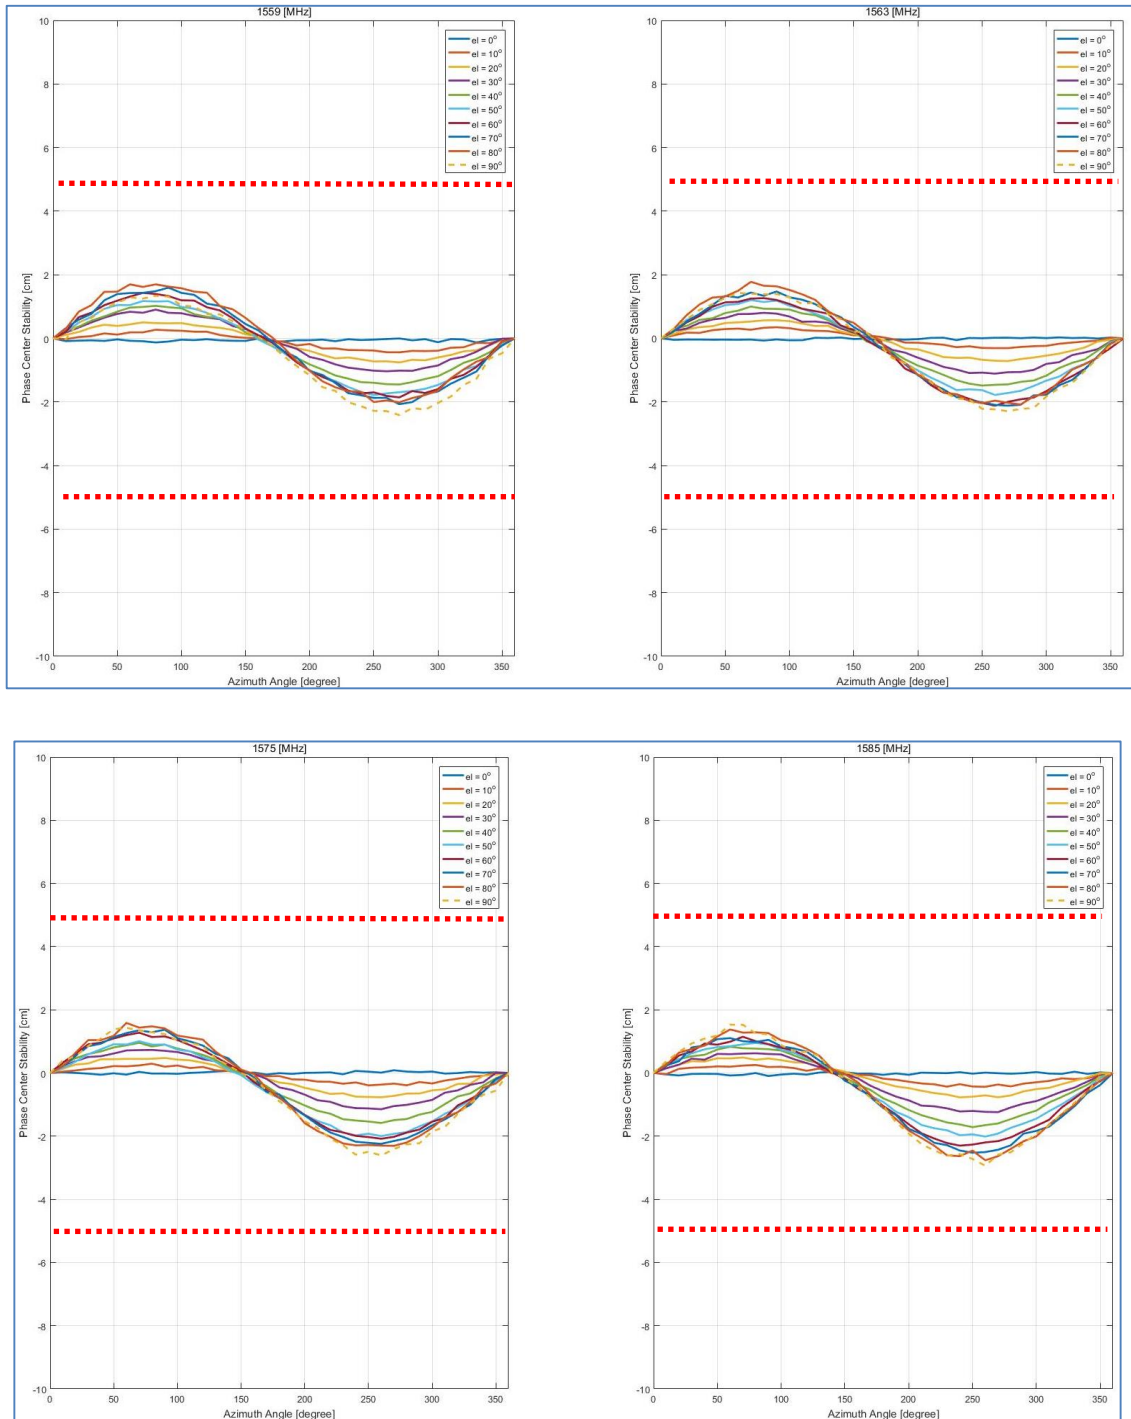 1559 [MHz]
10
8
6
4
2
0
-2
-4
-6
-8
-10
Phase Center Stability [cm]
el = 0°
el = 10°
el = 20°
el = 30°
el = 40°
el = 50°
el = 60°
el = 70°
el = 80°
el = 90°
0 50 100 150 200 250 300 350
Azimuth Angle [degree]
1563 [MHz]
10
8
6
4
2
0
-2
-4
-6
-8
-10
Phase Center Stability [cm]
el = 0°
el = 10°
el = 20°
el = 30°
el = 40°
el = 50°
el = 60°
el = 70°
el = 80°
el = 90°
0 50 100 150 200 250 300 350
Azimuth Angle [degree]
1575 [MHz]
10
8
6
4
2
0
-2
-4
-6
-8
-10
Phase Center Stability [cm]
el = 0°
el = 10°
el = 20°
el = 30°
el = 40°
el = 50°
el = 60°
el = 70°
el = 80°
el = 90°
0 50 100 150 200 250 300 350
Azimuth Angle [degree]
1585 [MHz]
10
8
6
4
2
0
-2
-4
-6
-8
-10
Phase Center Stability [cm]
el = 0°
el = 10°
el = 20°
el = 30°
el = 40°
el = 50°
el = 60°
el = 70°
el = 80°
el = 90°
0 50 100 150 200 250 300 350
Azimuth Angle [degree]